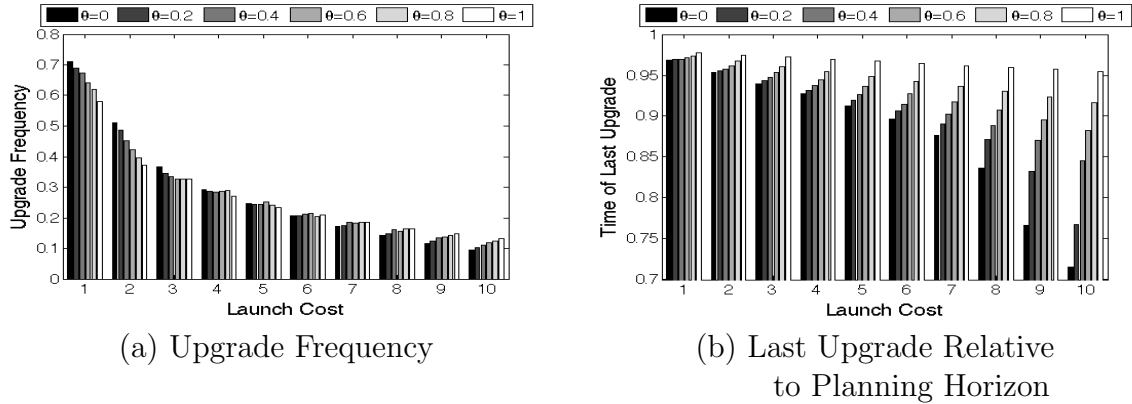 θ=0 θ=0.2 θ=0.4 θ=0.6 θ=0.8 θ=1
0.8
0.7
0.6
0.5
0.4
0.3
0.2
0.1
0
Upgrade Frequency
1 2 3 4 5 6 7 8 9 10
Launch Cost
(a) Upgrade Frequency
θ=0 θ=0.2 θ=0.4 θ=0.6 θ=0.8 θ=1
1
0.95
0.9
0.85
0.8
0.75
0.7
Time of Last Upgrade
1 2 3 4 5 6 7 8 9 10
Launch Cost
(b) Last Upgrade Relative
to Planning Horizon